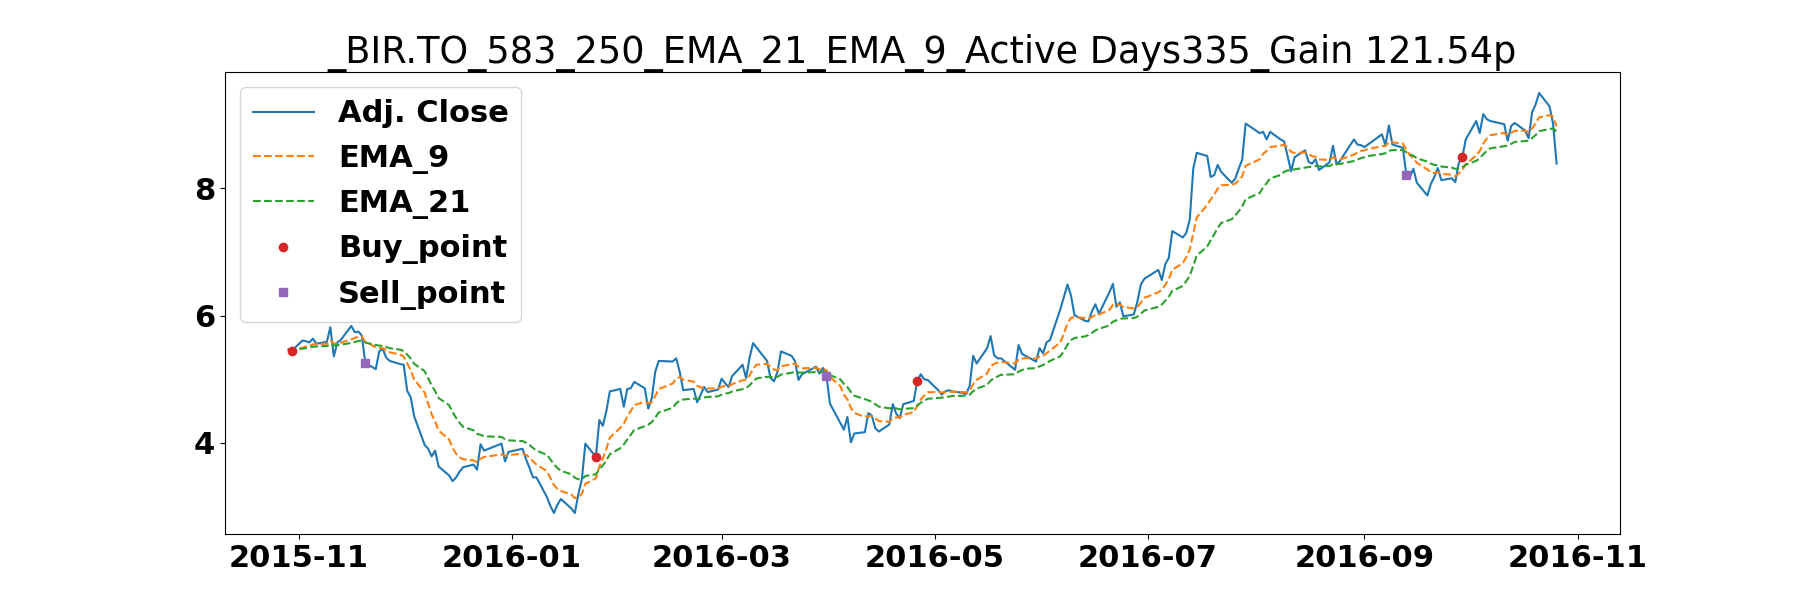 _BIR.TO_583_250_EMA_21_EMA_9_Active Days335_Gain 121.54p
Adj. Close
EMA_9
EMA_21
Buy_point
Sell_point
8
6
4
2015-11 2016-01 2016-03 2016-05 2016-07 2016-09 2016-11